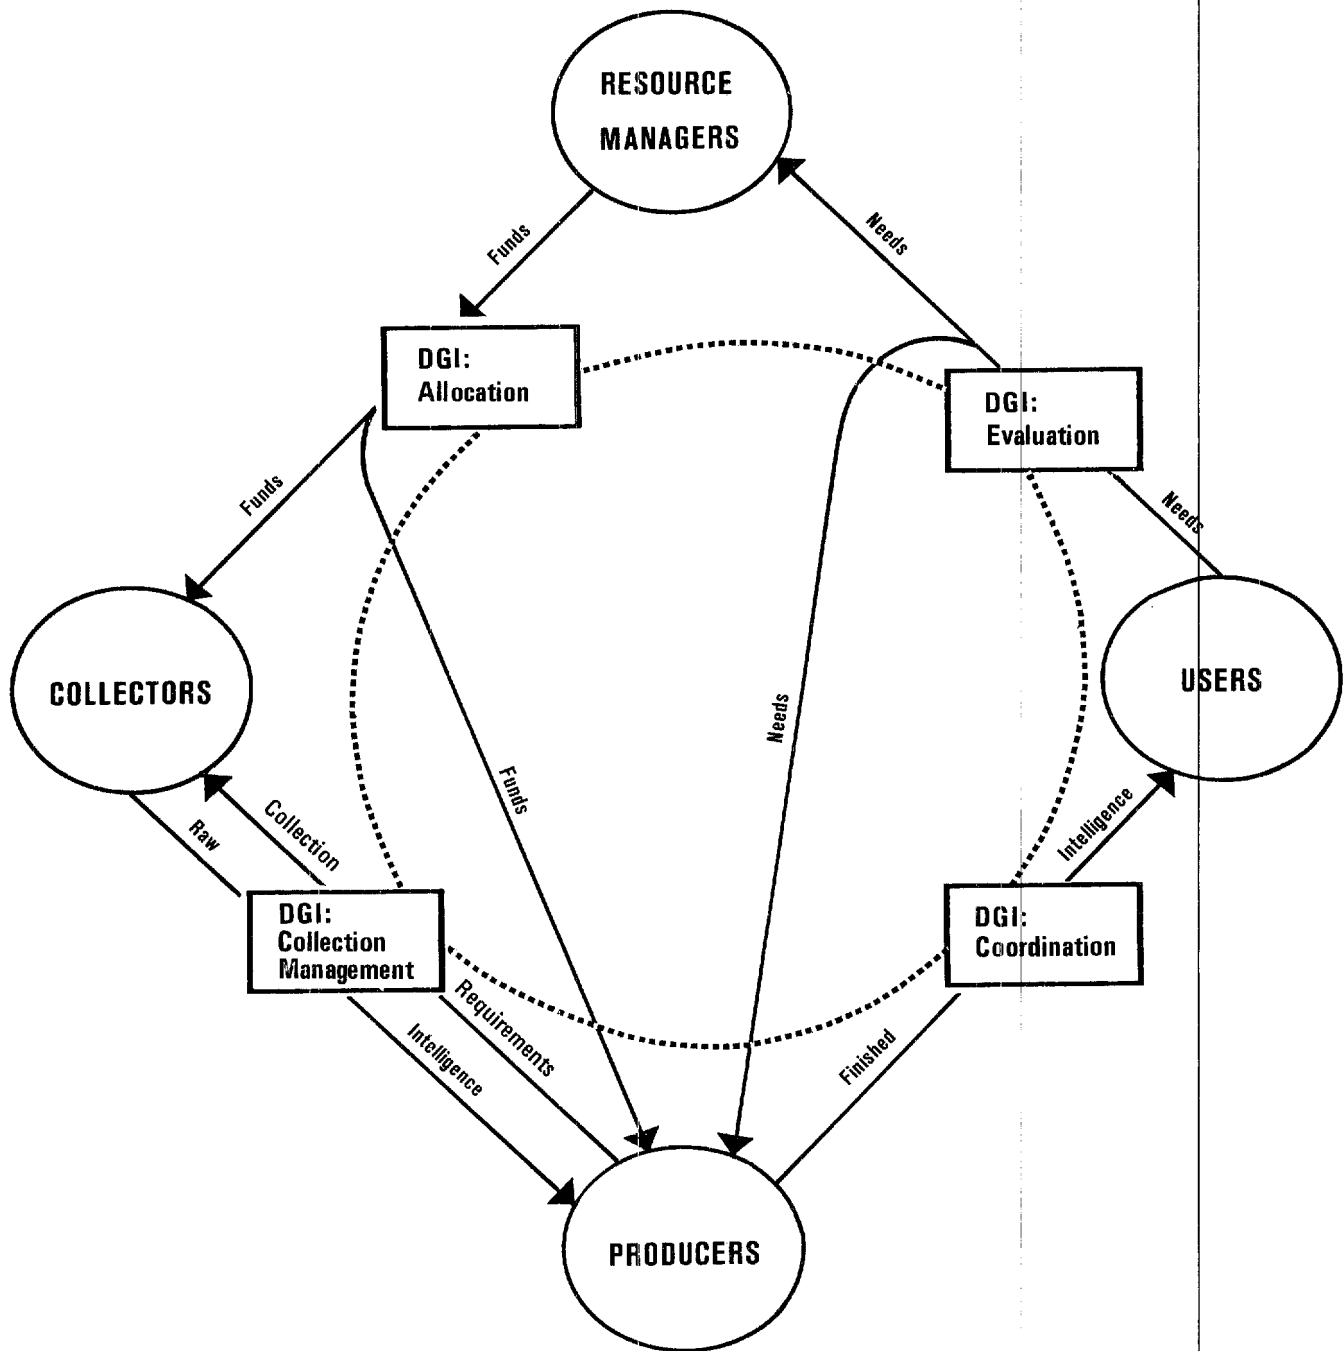 RESOURCE
MANAGERS
Funds
Needs
DGI:
Allocation
DGI:
Evaluation
Funds
Needs
COLLECTORS
USERS
Needs
Funds
Raw
Collection
Intelligence
DGI:
Collection
Management
DGI:
Coordination
Intelligence
Requirements
Finished
PRODUCERS